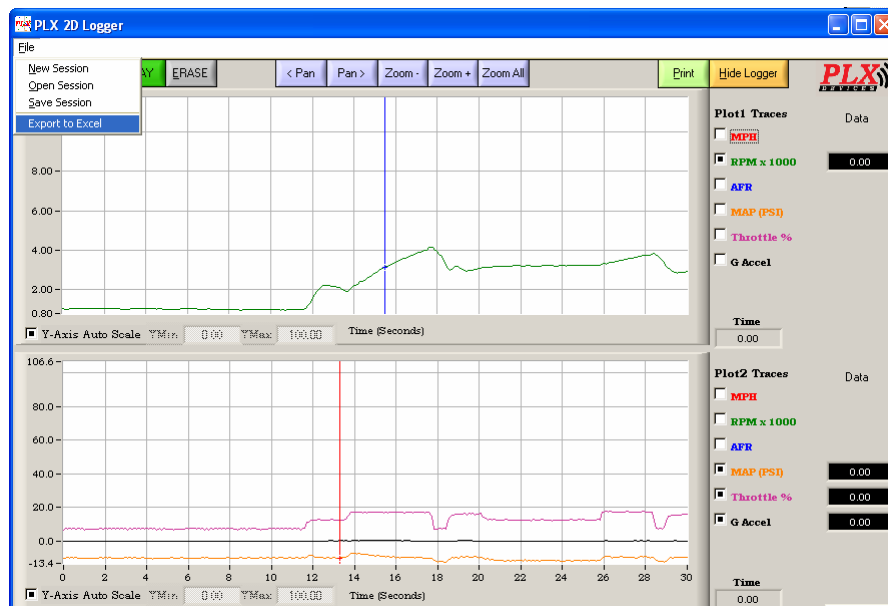 PLX 2D Logger
File
New Session
Open Session
Save Session
Export to Excel
AY ERASE < Pan Pan > Zoom - Zoom + Zoom All Print Hide Logger PLX
DEVICES
Plot1 Traces Data
MPH
RPM x 1000 0.00
AFR
MAP (PSI)
Throttle %
G Accel
Time
0.00
8.00
6.00
4.00
2.00
0.80
Y-Axis Auto Scale YMin 0.00 YMax 100.00 Time (Seconds)
106.6
80.0
60.0
40.0
20.0
0.0
-13.4
0 2 4 6 8 10 12 14 16 18 20 22 24 26 28 30
Y-Axis Auto Scale YMin 0.00 YMax 100.00 Time (Seconds)
Plot2 Traces Data
MPH
RPM x 1000
AFR
MAP (PSI) 0.00
Throttle % 0.00
G Accel 0.00
Time
0.00